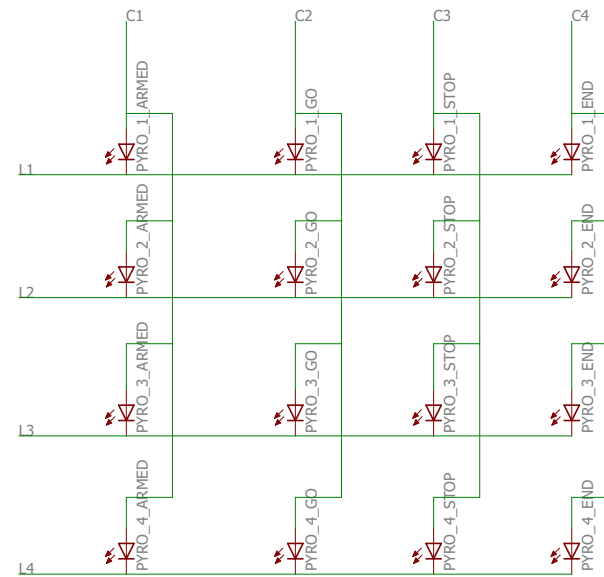 C1 C2 C3 C4
PYRO_1_ARMED PYRO_1_GO PYRO_1_STOP PYRO_1_END
L1
PYRO_2_ARMED PYRO_2_GO PYRO_2_STOP PYRO_2_END
L2
PYRO_3_ARMED PYRO_3_GO PYRO_3_STOP PYRO_3_END
L3
PYRO_4_ARMED PYRO_4_GO PYRO_4_STOP PYRO_4_END
L4